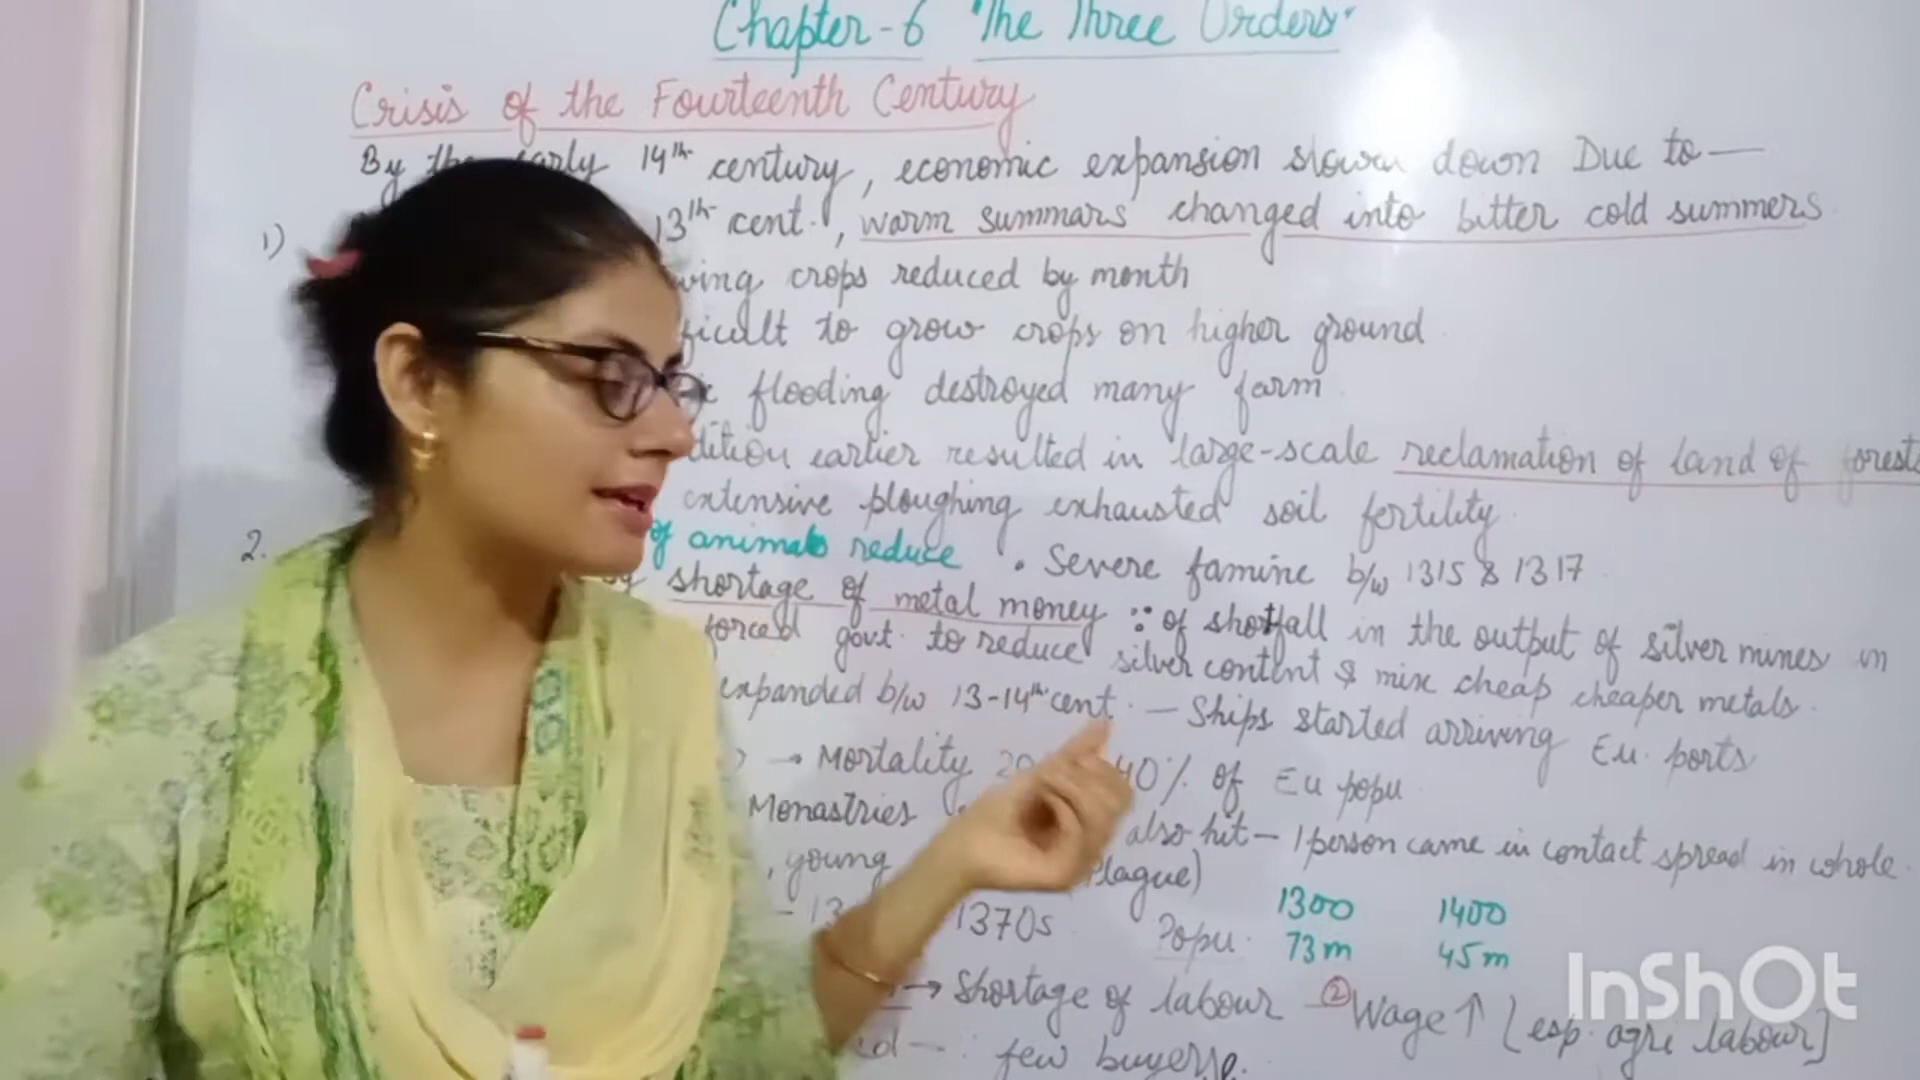 Chapter-6 "The Three Orders"
Crisis of the Fourteenth Century
By the early 14th century, economic expansion slown down Due to —
1) 13th cent., warm summars changed into bitter cold summers
crops reduced by month
to grow crops on higher ground
flooding destroyed many farm
earlier resulted in large-scale reclamation of land of forests
extensive ploughing exhausted soil fertility
2. of animals reduce • Severe famine b/w 1315 & 1317
shortage of metal money ∵ of shortfall in the output of silver mines in
forced govt. to reduce silver content & mix cheap cheaper metals.
expanded b/w 13-14th cent. — Ships started arriving Eu. ports
→ Mortality 20 40% of Eu popu
Monastries also hit — 1 person came in contact spread in whole.
, young Plague)
1370s Popu. 1300 1400
73m 45m
→ Shortage of labour — ② Wage ↑ [esp. agri labour]
few buyers.
InShOt